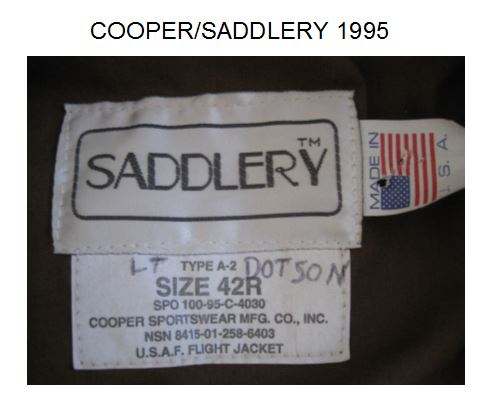 COOPER/SADDLERY 1995
SADDLERY™
MADE IN
U.S.A.
LT TYPE A-2 DOTSON
SIZE 42R
SPO 100-95-C-4030
COOPER SPORTSWEAR MFG. CO., INC.
NSN 8415-01-258-6403
U.S.A.F. FLIGHT JACKET